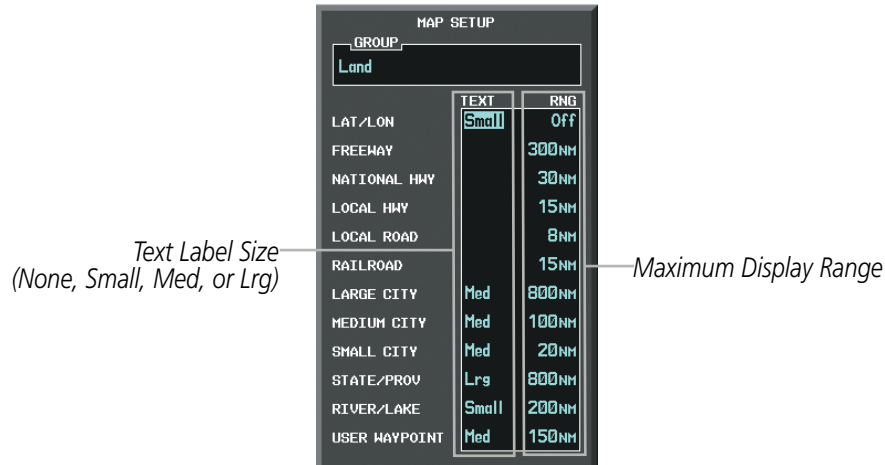 MAP SETUP
GROUP
Land
TEXT RNG
LAT/LON Small Off
FREEWAY 300NM
NATIONAL HWY 30NM
LOCAL HWY 15NM
LOCAL ROAD 8NM
RAILROAD 15NM
LARGE CITY Med 800NM
MEDIUM CITY Med 100NM
SMALL CITY Med 20NM
STATE/PROV Lrg 800NM
RIVER/LAKE Small 200NM
USER WAYPOINT Med 150NM
Text Label Size
(None, Small, Med, or Lrg)
Maximum Display Range